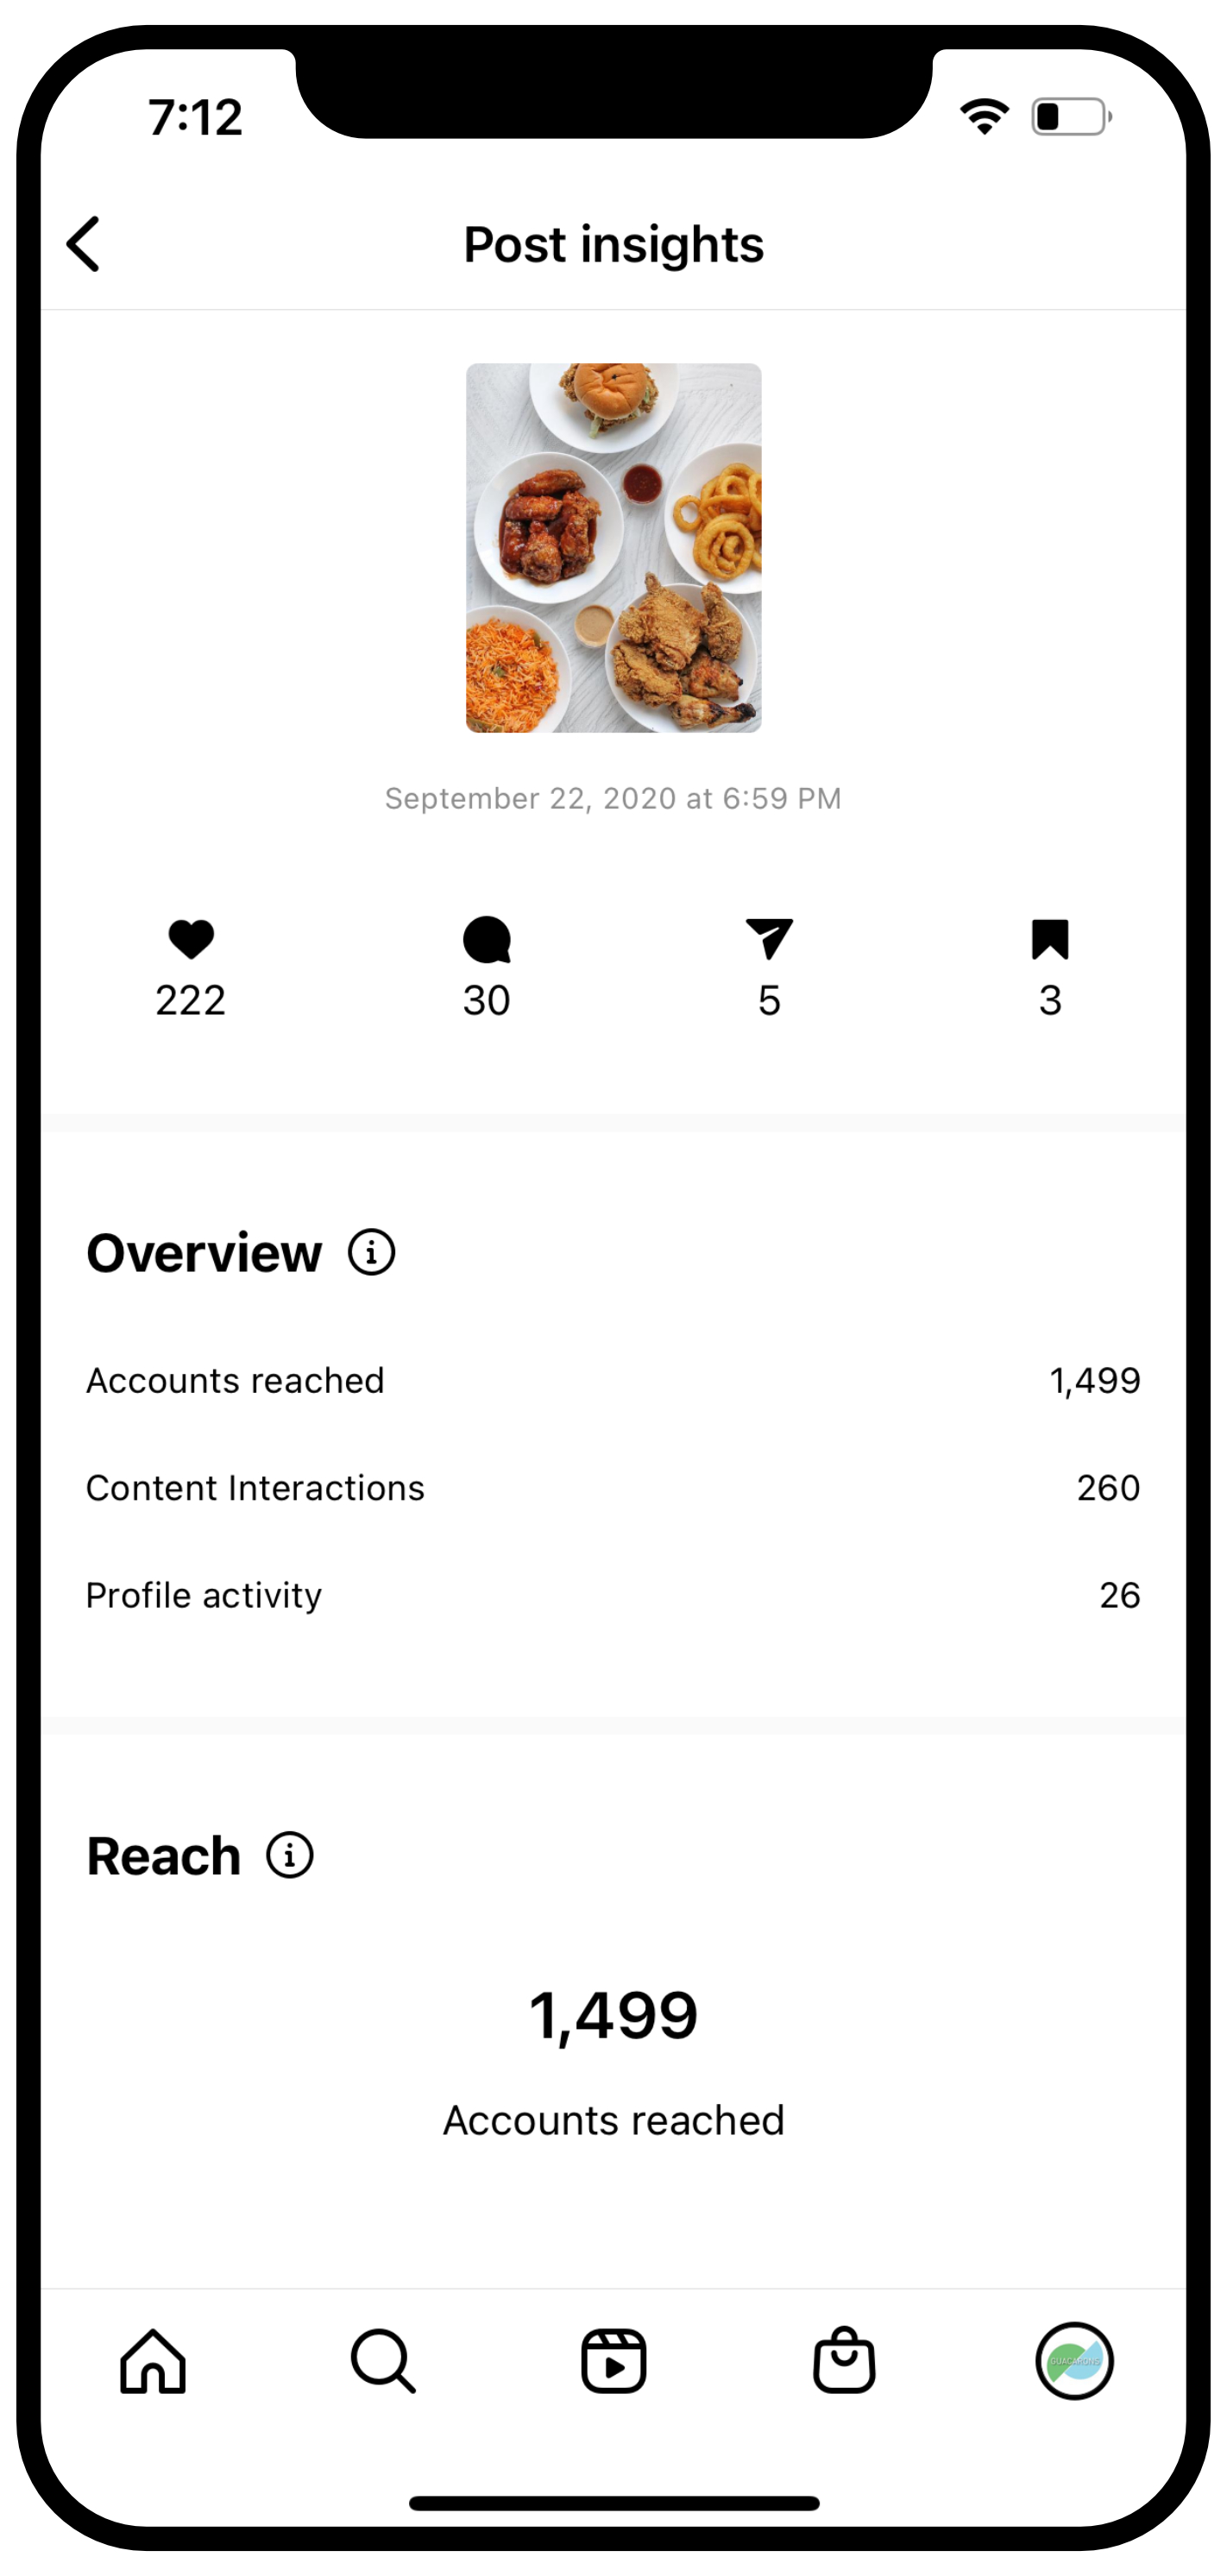 7:12
Post insights
September 22, 2020 at 6:59 PM
222 30 5 3
Overview
Accounts reached 1,499
Content Interactions 260
Profile activity 26
Reach
1,499
Accounts reached
GUACARONS